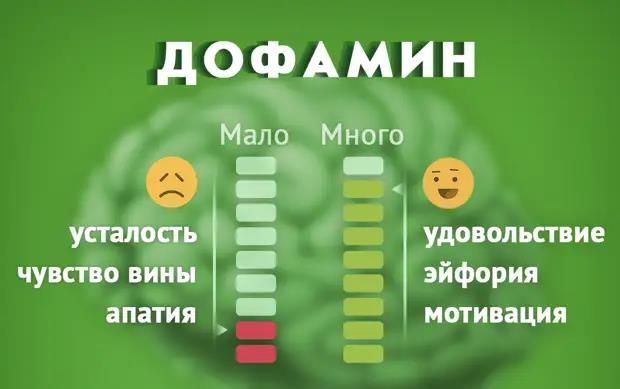 ДОФАМИН
Мало Много
усталость
чувство вины
апатия
удовольствие
эйфория
мотивация